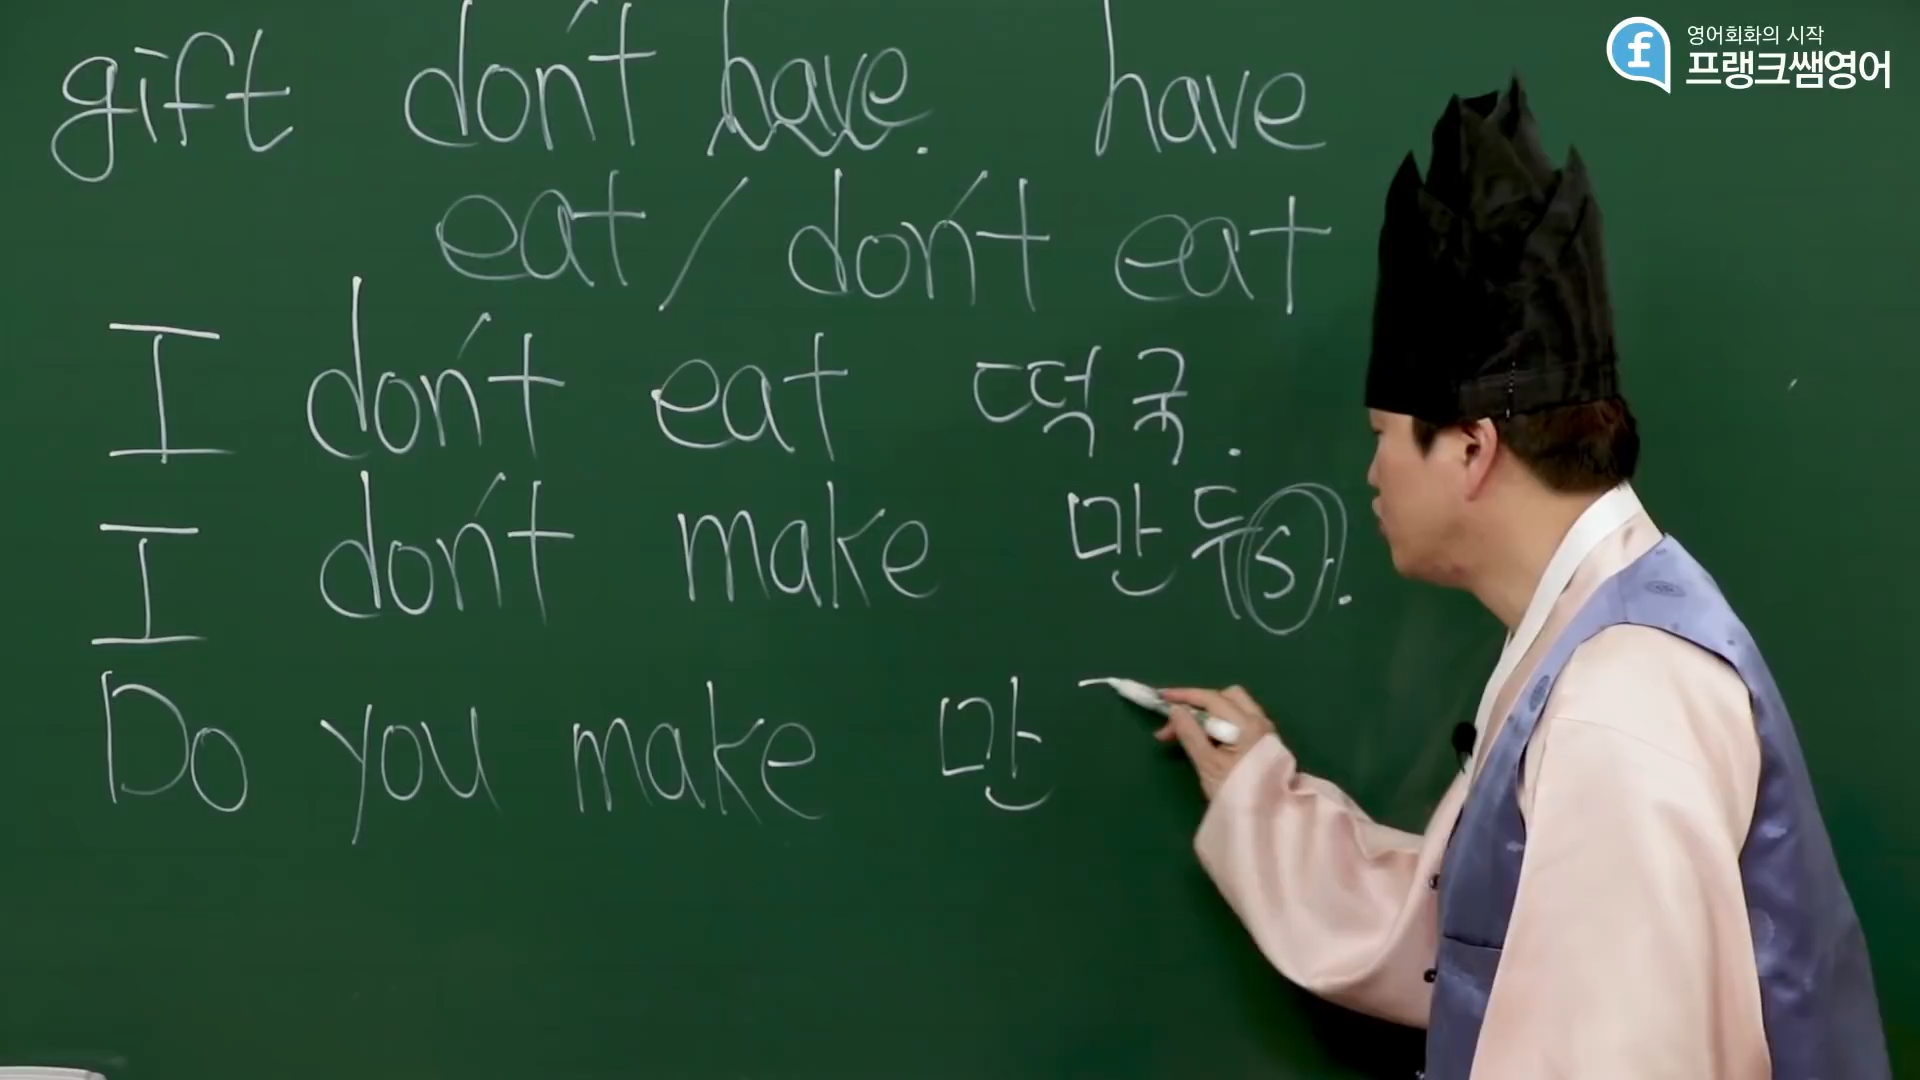 영어회화의 시작
프랭크쌤영어
gift don't have. have
eat / don't eat
I don't eat 떡국.
I don't make 만두(s).
Do you make 만